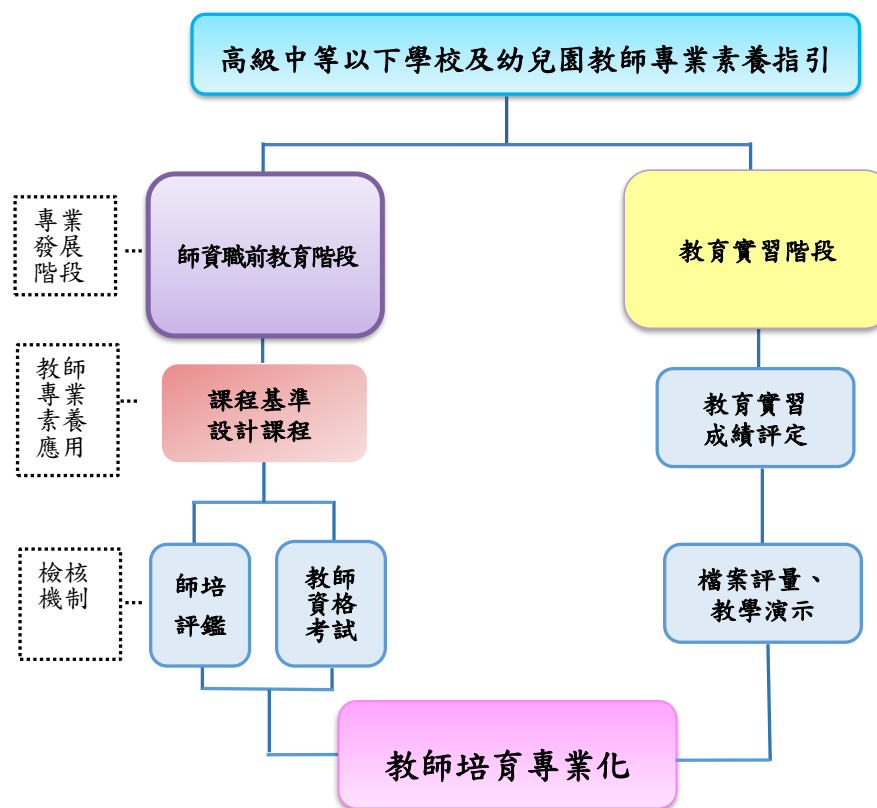 高級中等以下學校及幼兒園教師專業素養指引
專業
發展
階段
師資職前教育階段
教育實習階段
教師
專業
素養
應用
課程基準
設計課程
教育實習
成績評定
檢核
機制
師培
評鑑
教師
資格
考試
檔案評量、
教學演示
教師培育專業化